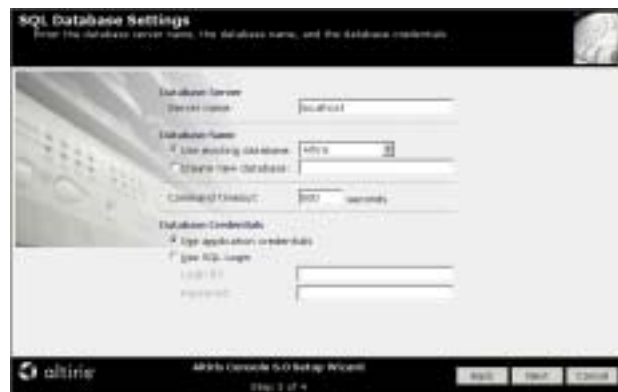 SQL Database Settings
Enter the database server name, the database name, and the database credentials.
Database Server
Server name: localhost
Database Name
Use existing database: Altiris
Create new database:
Command Timeout: 600 seconds
Database Credentials
Use application credentials
Use SQL Login
Login ID:
Password:
altiris
Altiris Console 6.0 Setup Wizard
Step 2 of 4
Back Next Cancel